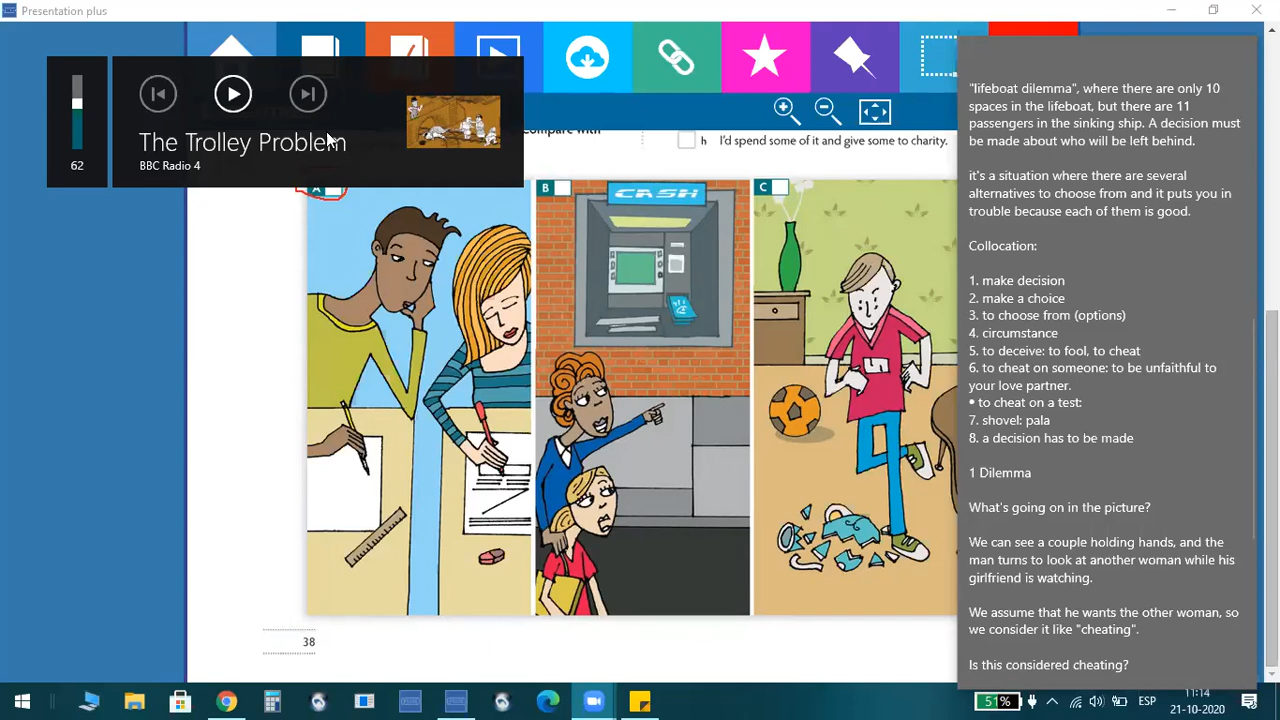 Presentation plus
The Trolley Problem
BBC Radio 4
62
Compare with
h I'd spend some of it and give some to charity.
A
B
C
CASH
38
"lifeboat dilemma", where there are only 10
spaces in the lifeboat, but there are 11
passengers in the sinking ship. A decision must
be made about who will be left behind.
it's a situation where there are several
alternatives to choose from and it puts you in
trouble because each of them is good.
Collocation:
1. make decision
2. make a choice
3. to choose from (options)
4. circumstance
5. to deceive: to fool, to cheat
6. to cheat on someone: to be unfaithful to
your love partner.
• to cheat on a test:
7. shovel: pala
8. a decision has to be made
1 Dilemma
What's going on in the picture?
We can see a couple holding hands, and the
man turns to look at another woman while his
girlfriend is watching.
We assume that he wants the other woman, so
we consider it like "cheating".
Is this considered cheating?
51%
ESP
11:14
21-10-2020